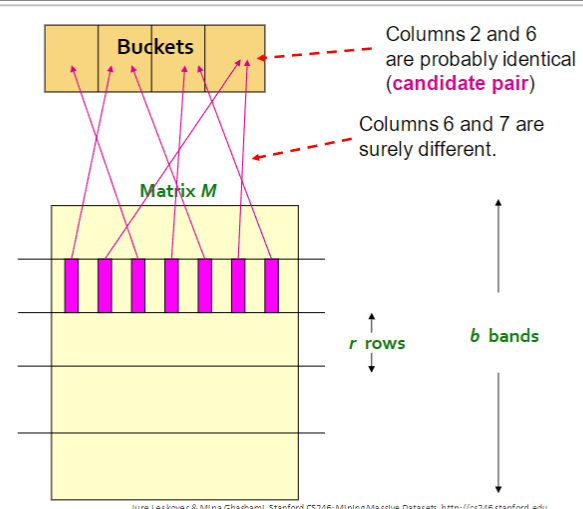 Buckets
Columns 2 and 6
are probably identical
(candidate pair)
Columns 6 and 7 are
surely different.
Matrix M
r rows
b bands
Jure Leskovec & Mina Ghashami, Stanford CS246: Mining Massive Datasets, http://cs246.stanford.edu